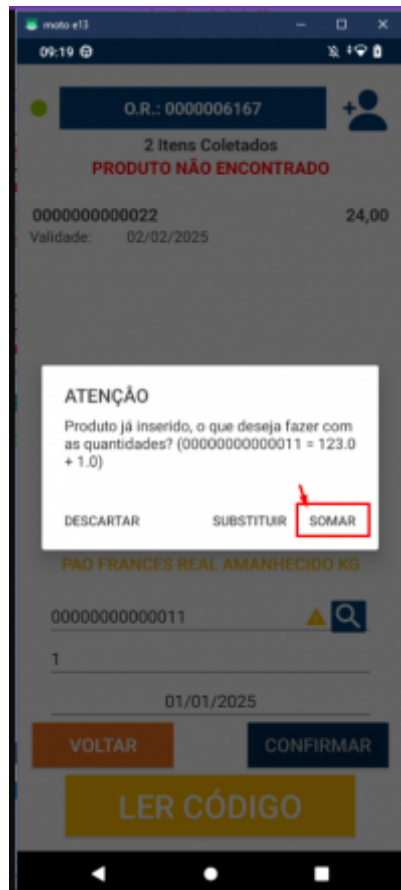 moto e13
09:19
O.R.: 0000006167
2 Itens Coletados
PRODUTO NÃO ENCONTRADO
0000000000022 24,00
Validade: 02/02/2025
ATENÇÃO
Produto já inserido, o que deseja fazer com
as quantidades? (00000000000011 = 123.0
+ 1.0)
DESCARTAR SUBSTITUIR SOMAR
PAO FRANCES REAL AMANHECIDO KG
00000000000011
1
01/01/2025
VOLTAR CONFIRMAR
LER CÓDIGO